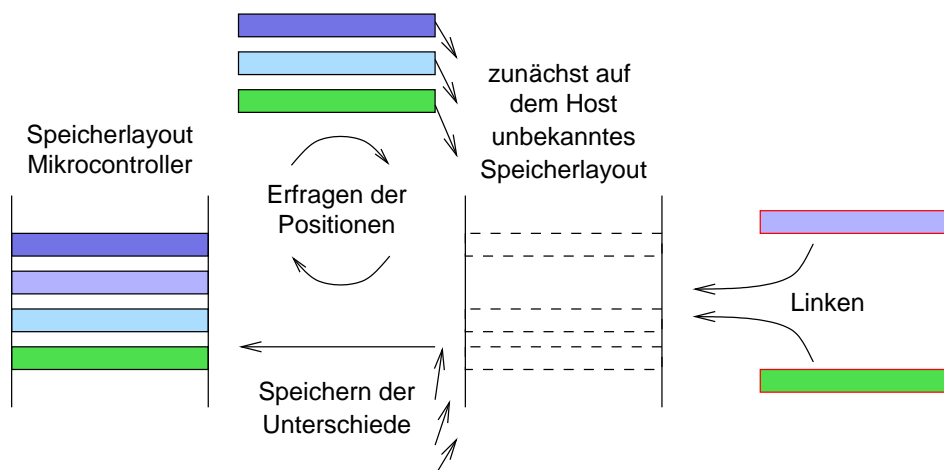 Speicherlayout
Mikrocontroller
Erfragen der
Positionen
Speichern der
Unterschiede
zunächst auf
dem Host
unbekanntes
Speicherlayout
Linken